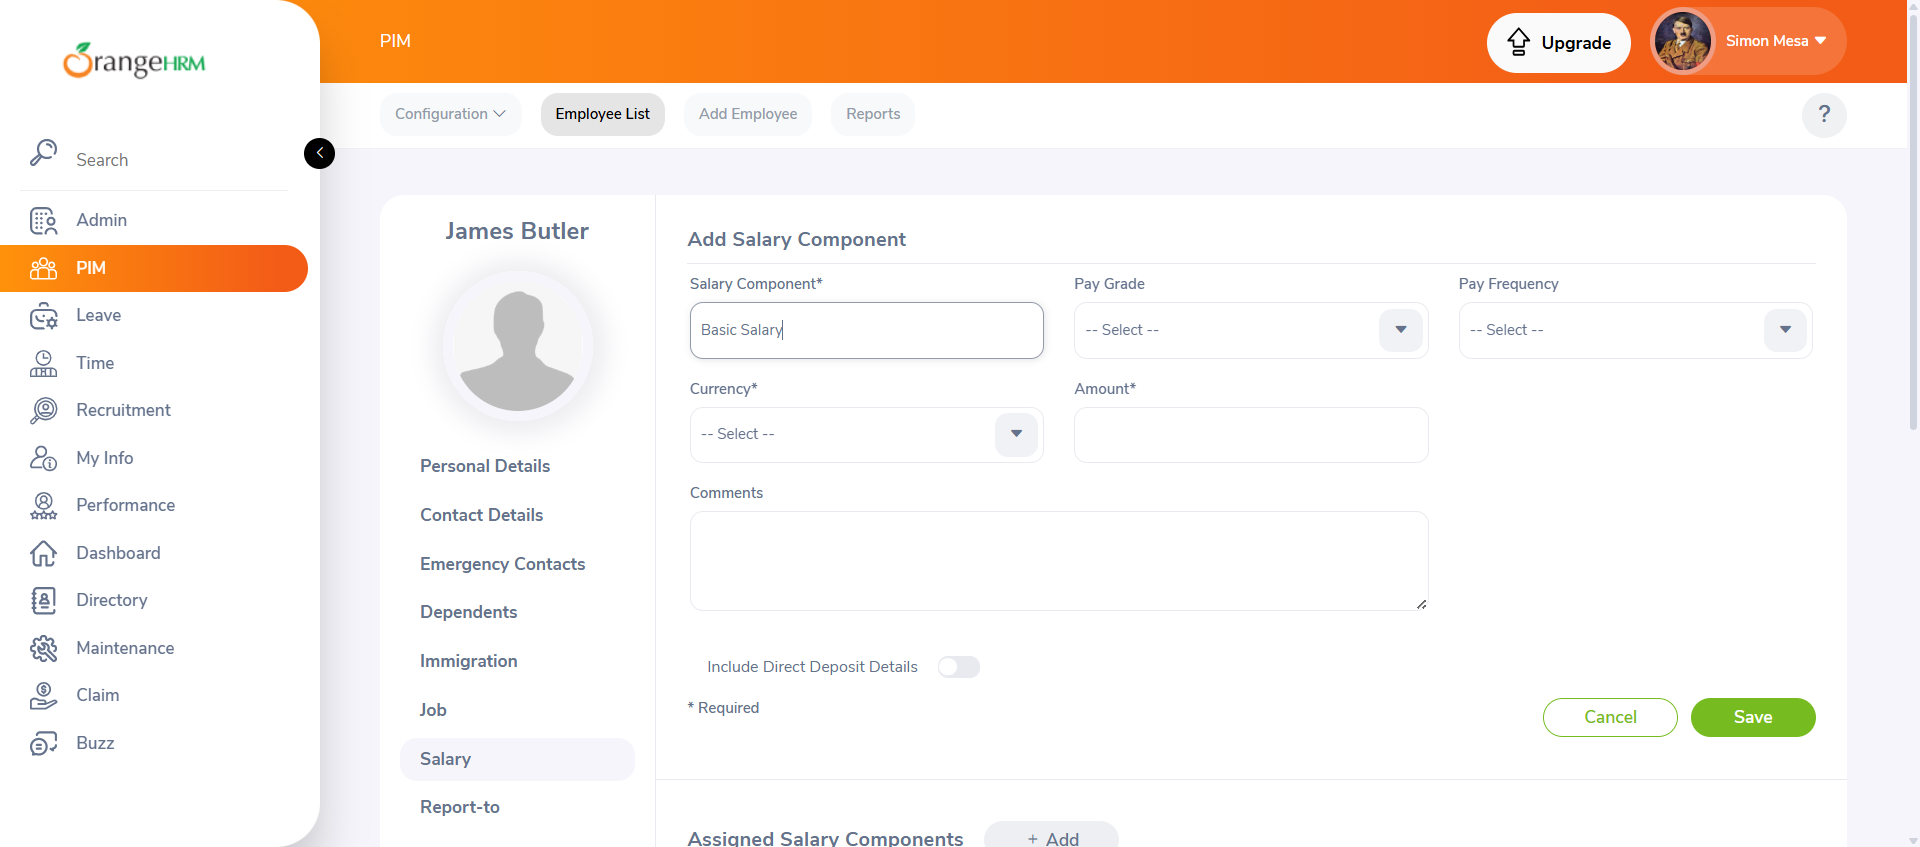 OrangeHRM
PIM
Upgrade
Simon Mesa
Configuration
Employee List
Add Employee
Reports
?
Search
Admin
PIM
Leave
Time
Recruitment
My Info
Performance
Dashboard
Directory
Maintenance
Claim
Buzz
James Butler
Personal Details
Contact Details
Emergency Contacts
Dependents
Immigration
Job
Salary
Report-to
Add Salary Component
Salary Component*
Pay Grade
Pay Frequency
Basic Salary
-- Select --
-- Select --
Currency*
Amount*
-- Select --
Comments
Include Direct Deposit Details
* Required
Cancel
Save
Assigned Salary Components
+ Add